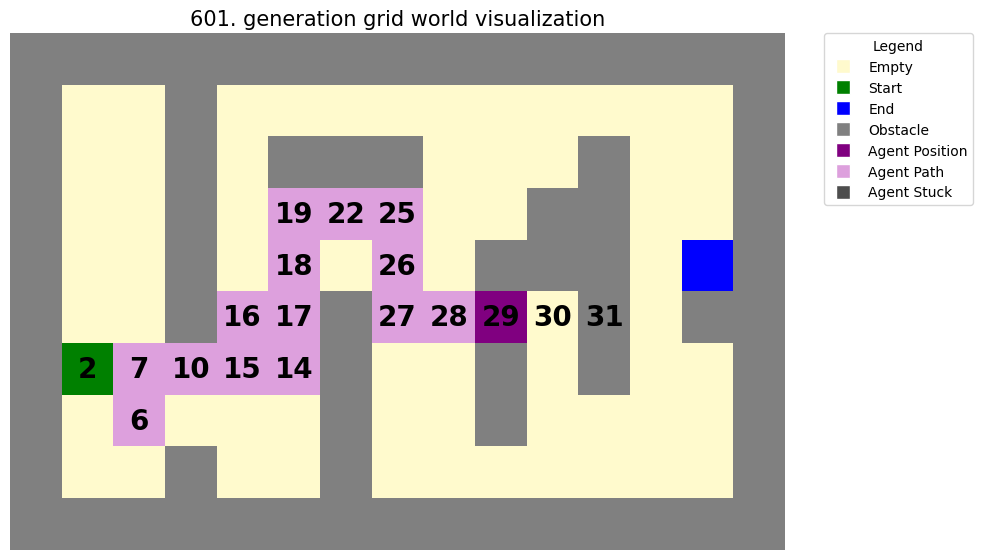 601. generation grid world visualization
Legend
Empty
Start
End
Obstacle
Agent Position
Agent Path
Agent Stuck
19 22 25
18 26
16 17 27 28 29 30 31
2 7 10 15 14
6